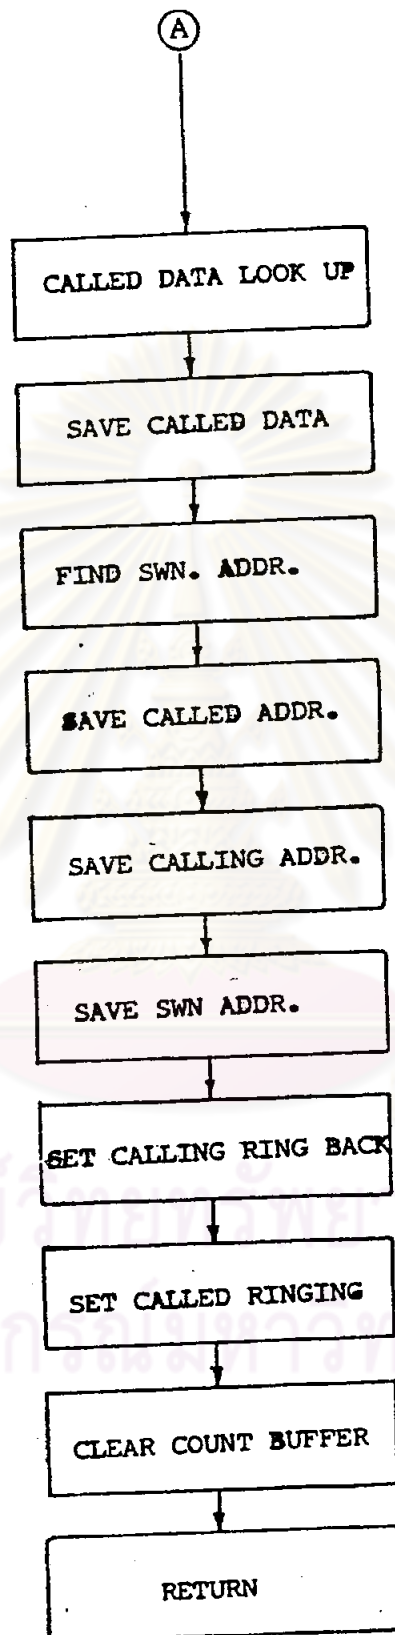 A
CALLED DATA LOOK UP
SAVE CALLED DATA
FIND SWN. ADDR.
SAVE CALLED ADDR.
SAVE CALLING ADDR.
SAVE SWN ADDR.
SET CALLING RING BACK
SET CALLED RINGING
CLEAR COUNT BUFFER
RETURN